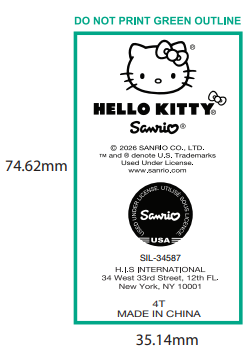 DO NOT PRINT GREEN OUTLINE
®
HELLO KITTY®
Sanrio®
© 2026 SANRIO CO., LTD.
™ and ® denote U.S. Trademarks
Used Under License.
www.sanrio.com
74.62mm
USED UNDER LICENSE. UTILISÉ SOUS LICENCE.
Sanrio
USA
SIL-34587
H.I.S INTERNATIONAL
34 West 33rd Street, 12th FL.
New York, NY 10001
4T
MADE IN CHINA
35.14mm